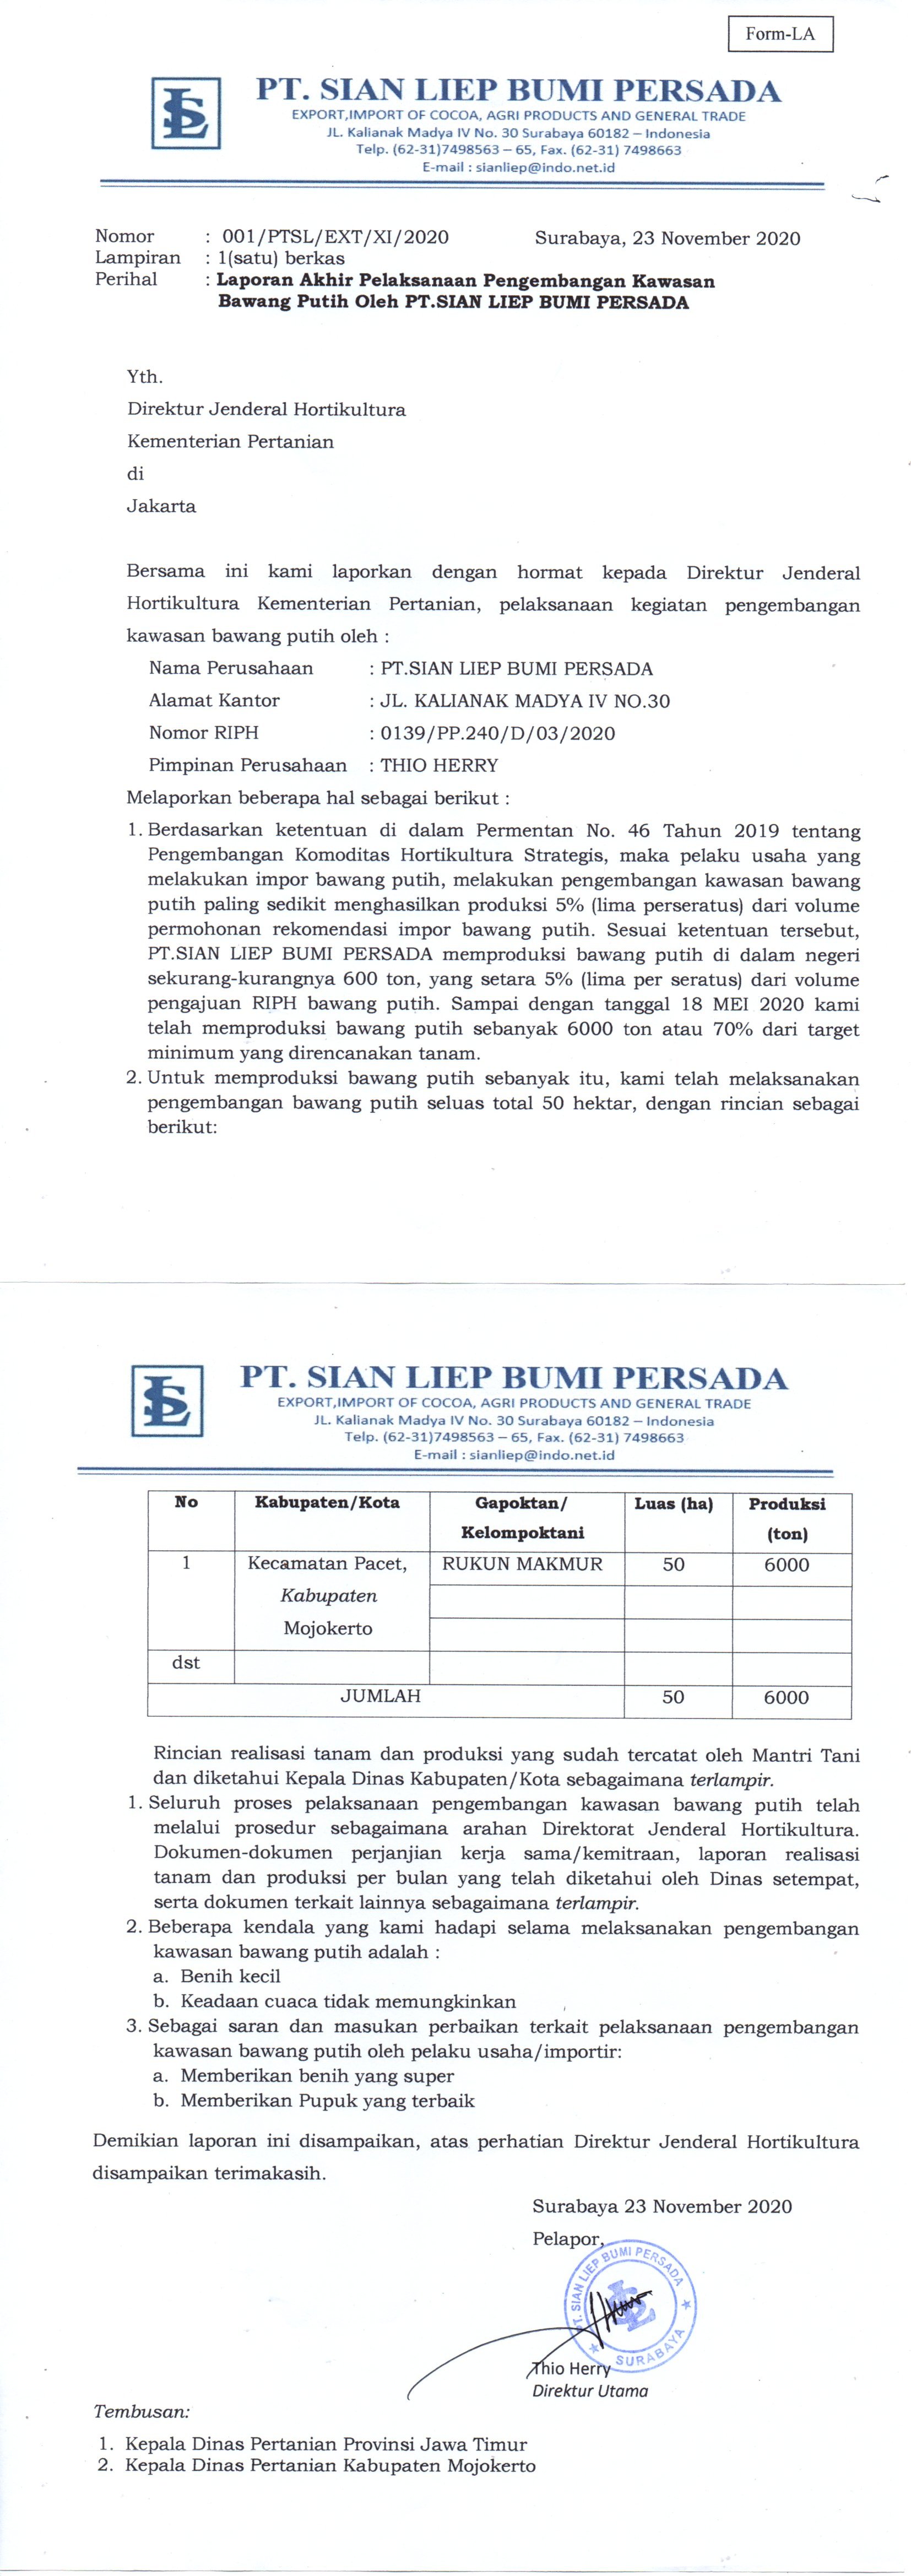 Form-LA
PT. SIAN LIEP BUMI PERSADA
EXPORT,IMPORT OF COCOA, AGRI PRODUCTS AND GENERAL TRADE
JL. Kalianak Madya IV No. 30 Surabaya 60182 – Indonesia
Telp. (62-31)7498563 – 65, Fax. (62-31) 7498663
E-mail : sianliep@indo.net.id
Nomor : 001/PTSL/EXT/XI/2020 Surabaya, 23 November 2020
Lampiran : 1(satu) berkas
Perihal : Laporan Akhir Pelaksanaan Pengembangan Kawasan
Bawang Putih Oleh PT.SIAN LIEP BUMI PERSADA
Yth.
Direktur Jenderal Hortikultura
Kementerian Pertanian
di
Jakarta
Bersama ini kami laporkan dengan hormat kepada Direktur Jenderal
Hortikultura Kementerian Pertanian, pelaksanaan kegiatan pengembangan
kawasan bawang putih oleh :
Nama Perusahaan : PT.SIAN LIEP BUMI PERSADA
Alamat Kantor : JL. KALIANAK MADYA IV NO.30
Nomor RIPH : 0139/PP.240/D/03/2020
Pimpinan Perusahaan : THIO HERRY
Melaporkan beberapa hal sebagai berikut :
1. Berdasarkan ketentuan di dalam Permentan No. 46 Tahun 2019 tentang
Pengembangan Komoditas Hortikultura Strategis, maka pelaku usaha yang
melakukan impor bawang putih, melakukan pengembangan kawasan bawang
putih paling sedikit menghasilkan produksi 5% (lima perseratus) dari volume
permohonan rekomendasi impor bawang putih. Sesuai ketentuan tersebut,
PT.SIAN LIEP BUMI PERSADA memproduksi bawang putih di dalam negeri
sekurang-kurangnya 600 ton, yang setara 5% (lima per seratus) dari volume
pengajuan RIPH bawang putih. Sampai dengan tanggal 18 MEI 2020 kami
telah memproduksi bawang putih sebanyak 6000 ton atau 70% dari target
minimum yang direncanakan tanam.
2. Untuk memproduksi bawang putih sebanyak itu, kami telah melaksanakan
pengembangan bawang putih seluas total 50 hektar, dengan rincian sebagai
berikut:
PT. SIAN LIEP BUMI PERSADA
EXPORT,IMPORT OF COCOA, AGRI PRODUCTS AND GENERAL TRADE
JL. Kalianak Madya IV No. 30 Surabaya 60182 – Indonesia
Telp. (62-31)7498563 – 65, Fax. (62-31) 7498663
E-mail : sianliep@indo.net.id
No Kabupaten/Kota Gapoktan/ Luas (ha) Produksi
Kelompoktani (ton)
1 Kecamatan Pacet, RUKUN MAKMUR 50 6000
Kabupaten
Mojokerto
dst
JUMLAH 50 6000
Rincian realisasi tanam dan produksi yang sudah tercatat oleh Mantri Tani
dan diketahui Kepala Dinas Kabupaten/Kota sebagaimana terlampir.
1. Seluruh proses pelaksanaan pengembangan kawasan bawang putih telah
melalui prosedur sebagaimana arahan Direktorat Jenderal Hortikultura.
Dokumen-dokumen perjanjian kerja sama/kemitraan, laporan realisasi
tanam dan produksi per bulan yang telah diketahui oleh Dinas setempat,
serta dokumen terkait lainnya sebagaimana terlampir.
2. Beberapa kendala yang kami hadapi selama melaksanakan pengembangan
kawasan bawang putih adalah :
a. Benih kecil
b. Keadaan cuaca tidak memungkinkan
3. Sebagai saran dan masukan perbaikan terkait pelaksanaan pengembangan
kawasan bawang putih oleh pelaku usaha/importir:
a. Memberikan benih yang super
b. Memberikan Pupuk yang terbaik
Demikian laporan ini disampaikan, atas perhatian Direktur Jenderal Hortikultura
disampaikan terimakasih.
Surabaya 23 November 2020
Pelapor,
PT. SIAN LIEP BUMI PERSADA
SURABAYA
Thio Herry
Direktur Utama
Tembusan:
1. Kepala Dinas Pertanian Provinsi Jawa Timur
2. Kepala Dinas Pertanian Kabupaten Mojokerto